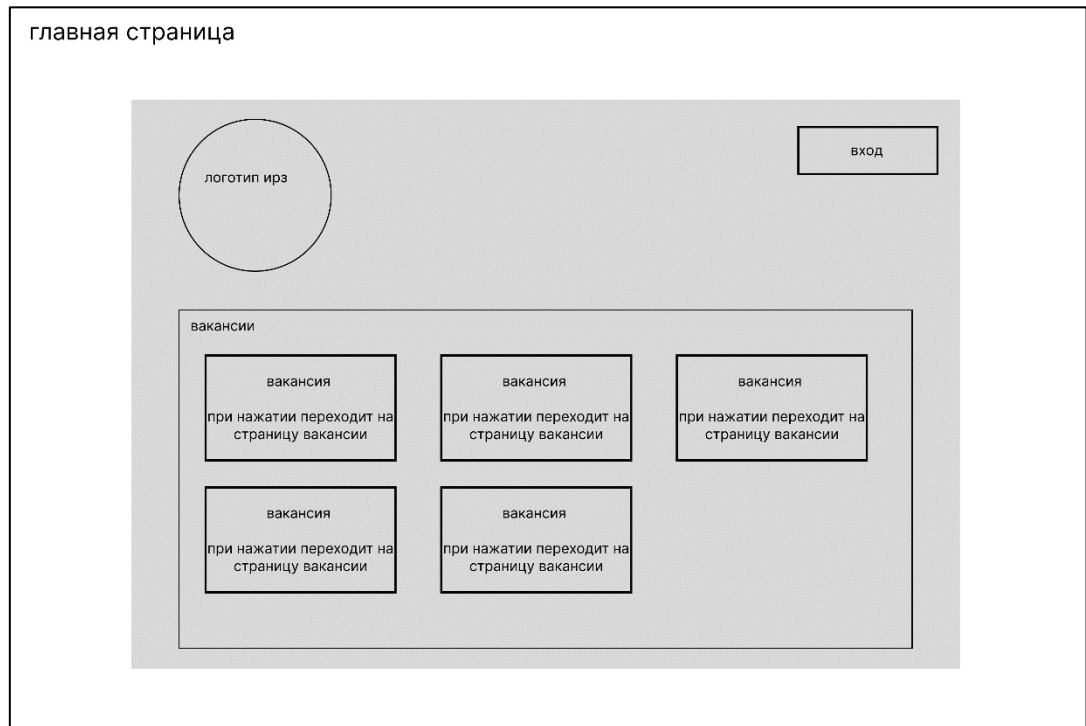 главная страница
логотип ирз
вход
вакансии
вакансия
при нажатии переходит на
страницу вакансии
вакансия
при нажатии переходит на
страницу вакансии
вакансия
при нажатии переходит на
страницу вакансии
вакансия
при нажатии переходит на
страницу вакансии
вакансия
при нажатии переходит на
страницу вакансии